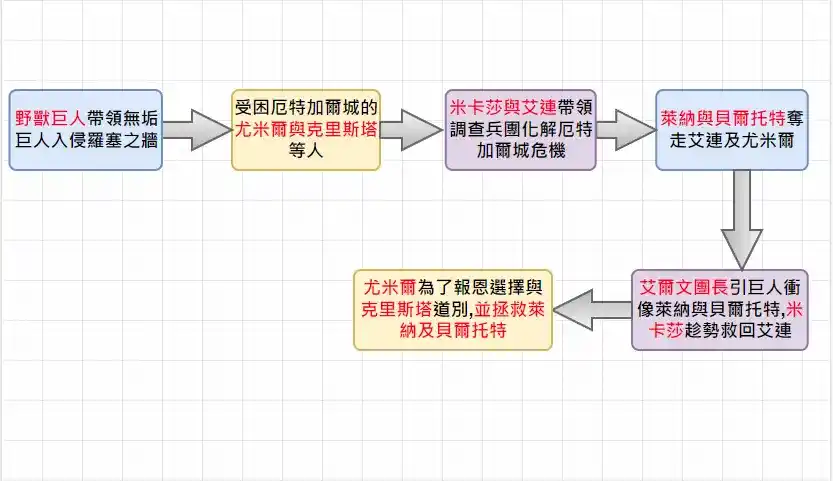 野獸巨人帶領無垢
巨人入侵羅塞之牆
受困厄特加爾城的
尤米爾與克里斯塔
等人
米卡莎與艾連帶領
調查兵團化解厄特
加爾城危機
萊納與貝爾托特奪
走艾連及尤米爾
艾爾文團長引巨人衝
像萊納與貝爾托特,米
卡莎趁勢救回艾連
尤米爾為了報恩選擇與
克里斯塔道別,並拯救萊
納及貝爾托特